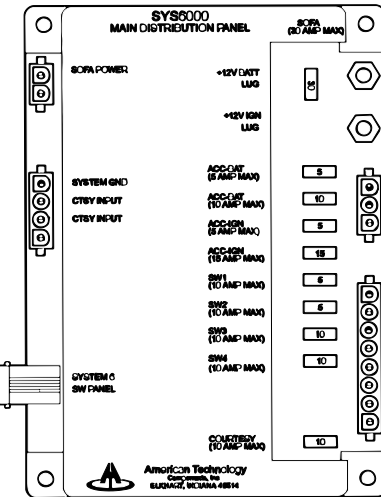 SYS6000
MAIN DISTRIBUTION PANEL
SOFA
(30 AMP MAX)
SOFA POWER
+12V BATT
LUG
30
+12V IGN
LUG
ACC-BAT
(5 AMP MAX)
5
SYSTEM GND
CTSY INPUT
CTSY INPUT
ACC-BAT
(10 AMP MAX)
10
ACC-IGN
(5 AMP MAX)
5
ACC-IGN
(15 AMP MAX)
15
SW1
(10 AMP MAX)
5
SW2
(10 AMP MAX)
5
SW3
(10 AMP MAX)
10
SW4
(10 AMP MAX)
10
SYSTEM 6
SW PANEL
COURTESY
(10 AMP MAX)
10
American Technology
Components, Inc
ELKHART, INDIANA 46514